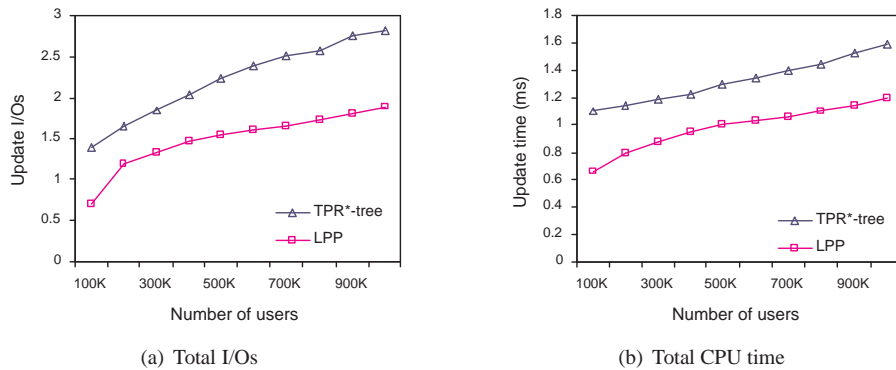 3
2.5
2
1.5
1
0.5
0
Update I/Os
TPR*-tree
LPP
100K 300K 500K 700K 900K
Number of users
(a) Total I/Os
1.8
1.6
1.4
1.2
1
0.8
0.6
0.4
0.2
0
Update time (ms)
TPR*-tree
LPP
100K 300K 500K 700K 900K
Number of users
(b) Total CPU time